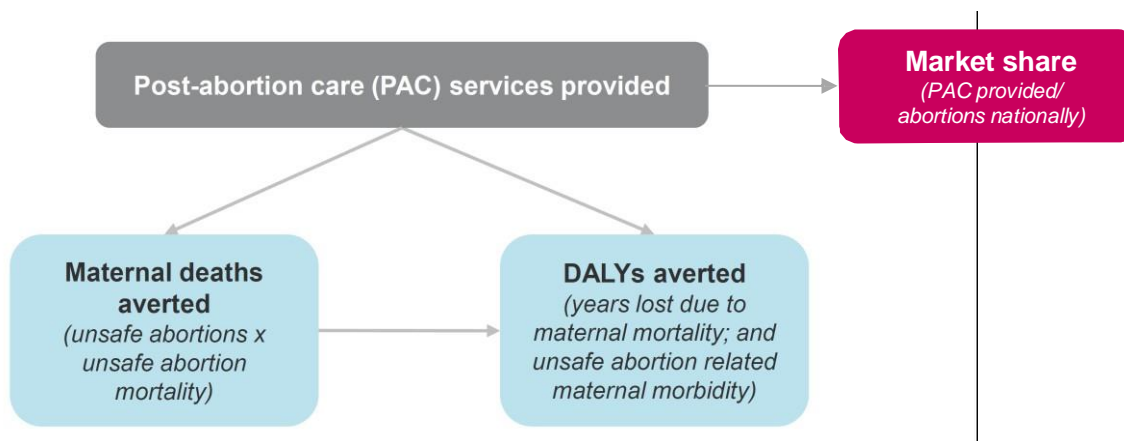 Post-abortion care (PAC) services provided
Market share
(PAC provided/
abortions nationally)
Maternal deaths
averted
(unsafe abortions x
unsafe abortion
mortality)
DALYs averted
(years lost due to
maternal mortality; and
unsafe abortion related
maternal morbidity)